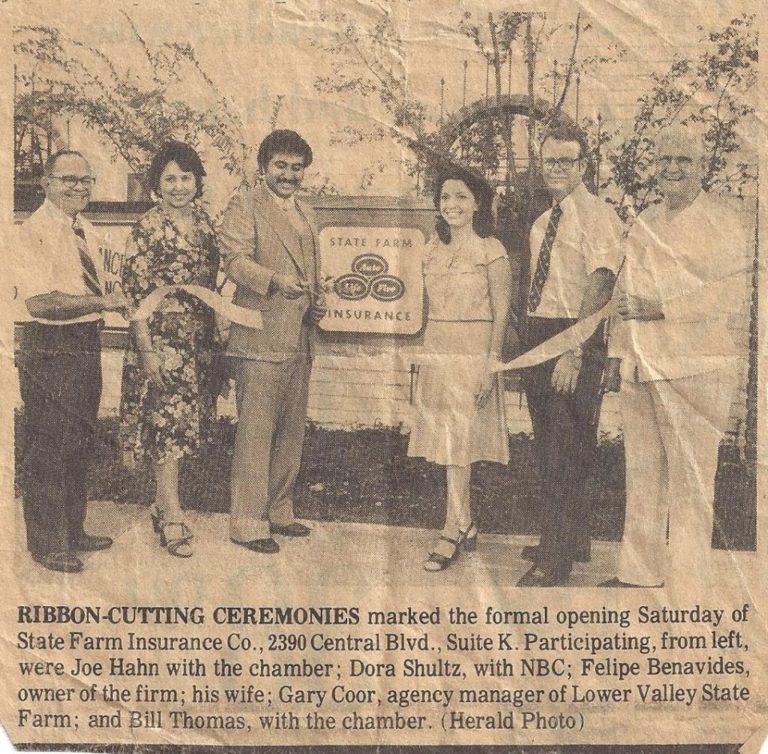 STATE FARM
Auto
Life Fire
INSURANCE
RIBBON-CUTTING CEREMONIES marked the formal opening Saturday of
State Farm Insurance Co., 2390 Central Blvd., Suite K. Participating, from left,
were Joe Hahn with the chamber; Dora Shultz, with NBC; Felipe Benavides,
owner of the firm; his wife; Gary Coor, agency manager of Lower Valley State
Farm; and Bill Thomas, with the chamber. (Herald Photo)